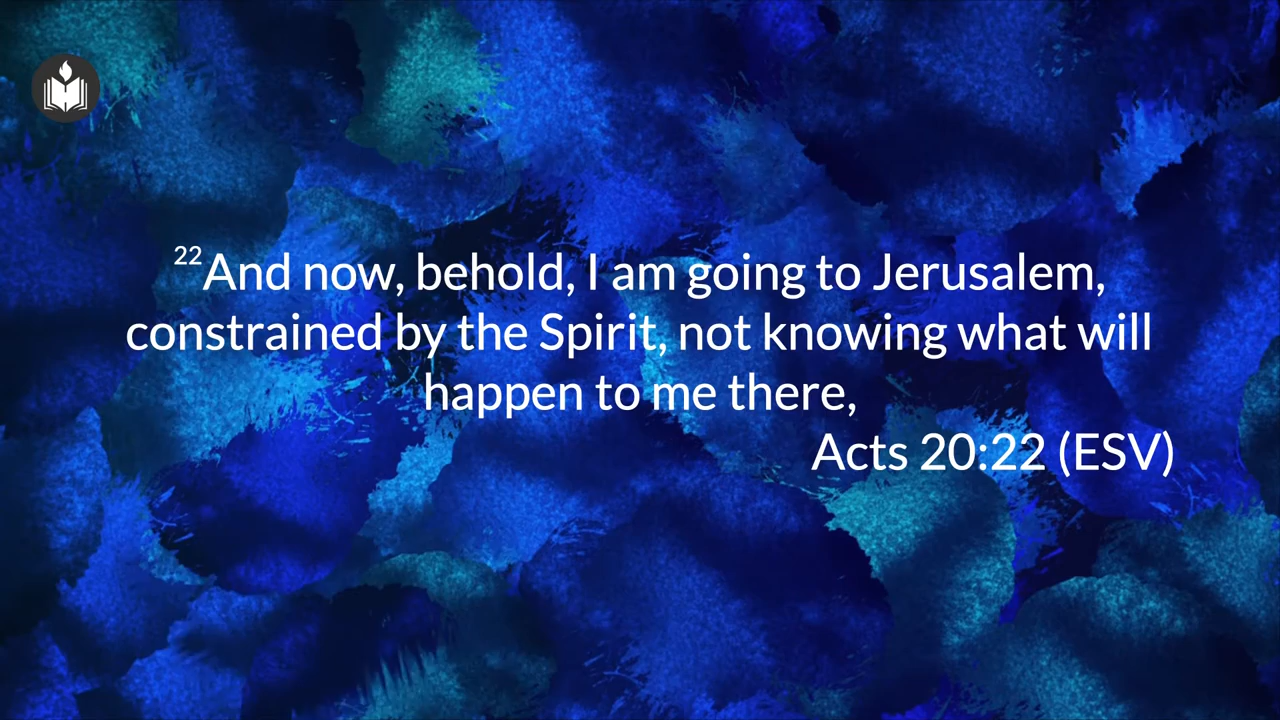 22And now, behold, I am going to Jerusalem,
constrained by the Spirit, not knowing what will
happen to me there,
Acts 20:22 (ESV)